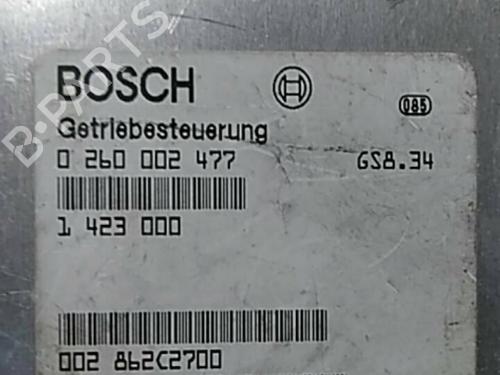 B-PARTS
BOSCH
085
Getriebesteuerung
0 260 002 477 GS8.34
1 423 000
002 862C2700